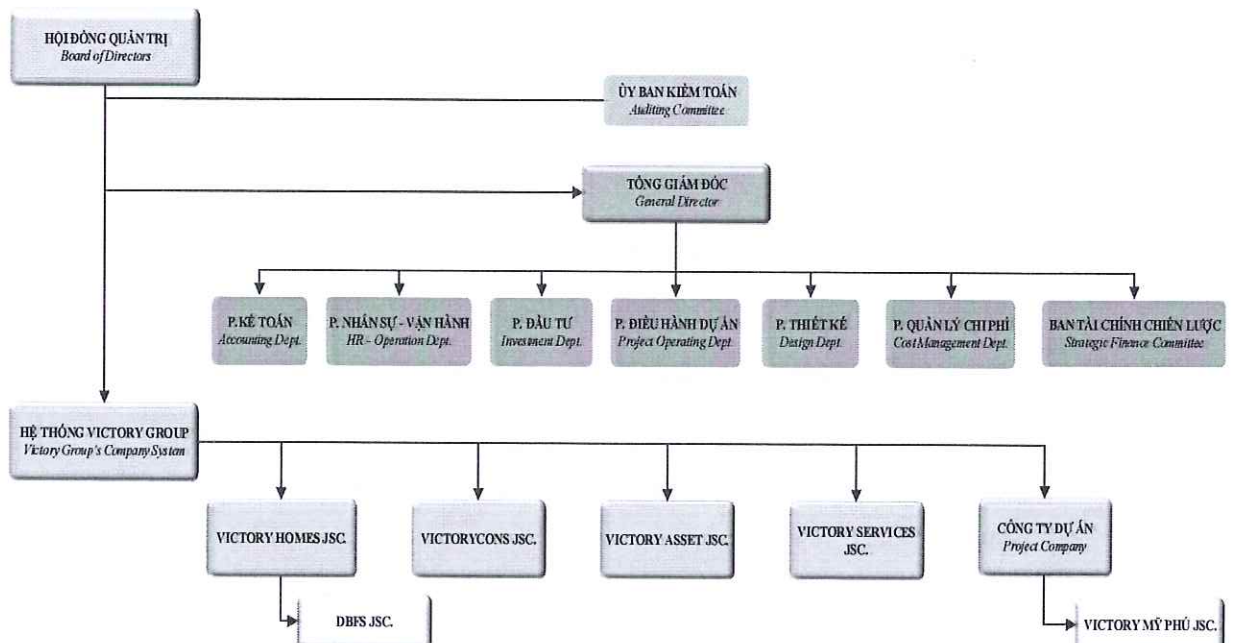 HỘI ĐỒNG QUẢN TRỊ
Board of Directors
ỦY BAN KIỂM TOÁN
Auditing Committee
TỔNG GIÁM ĐỐC
General Director
P. KẾ TOÁN
Accounting Dept.
P. NHÂN SỰ - VẬN HÀNH
HR - Operation Dept.
P. ĐẦU TƯ
Investment Dept.
P. ĐIỀU HÀNH DỰ ÁN
Project Operating Dept.
P. THIẾT KẾ
Design Dept.
P. QUẢN LÝ CHI PHÍ
Cost Management Dept.
BAN TÀI CHÍNH CHIẾN LƯỢC
Strategic Finance Committee
HỆ THỐNG VICTORY GROUP
Victory Group's Company System
VICTORY HOMES JSC.
VICTORYCONS JSC.
VICTORY ASSET JSC.
VICTORY SERVICES
JSC.
CÔNG TY DỰ ÁN
Project Company
DBFS JSC.
VICTORY MỸ PHÚ JSC.